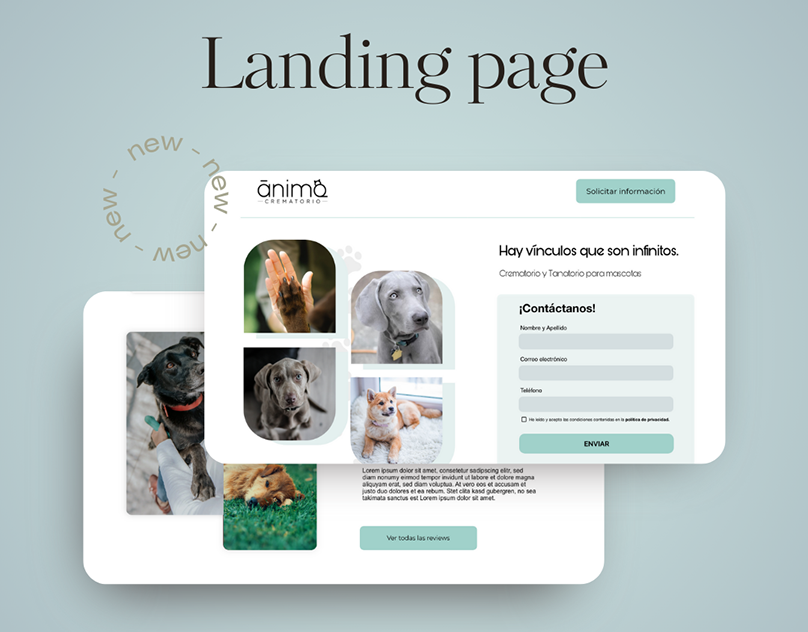 Landing page
new - new - new - new - new -
ānima
CREMATORIO
Solicitar información
Hay vínculos que son infinitos.
Crematorio y Tanatorio para mascotas
¡Contáctanos!
Nombre y Apellido
Correo electrónico
Teléfono
He leído y acepto las condiciones contenidas en la política de privacidad.
ENVIAR
Lorem ipsum dolor sit amet, consetetur sadipscing elitr, sed
diam nonumy eirmod tempor invidunt ut labore et dolore magna
aliquyam erat, sed diam voluptua. At vero eos et accusam et
justo duo dolores et ea rebum. Stet clita kasd gubergren, no sea
takimata sanctus est Lorem ipsum dolor sit amet.
Ver todas las reviews